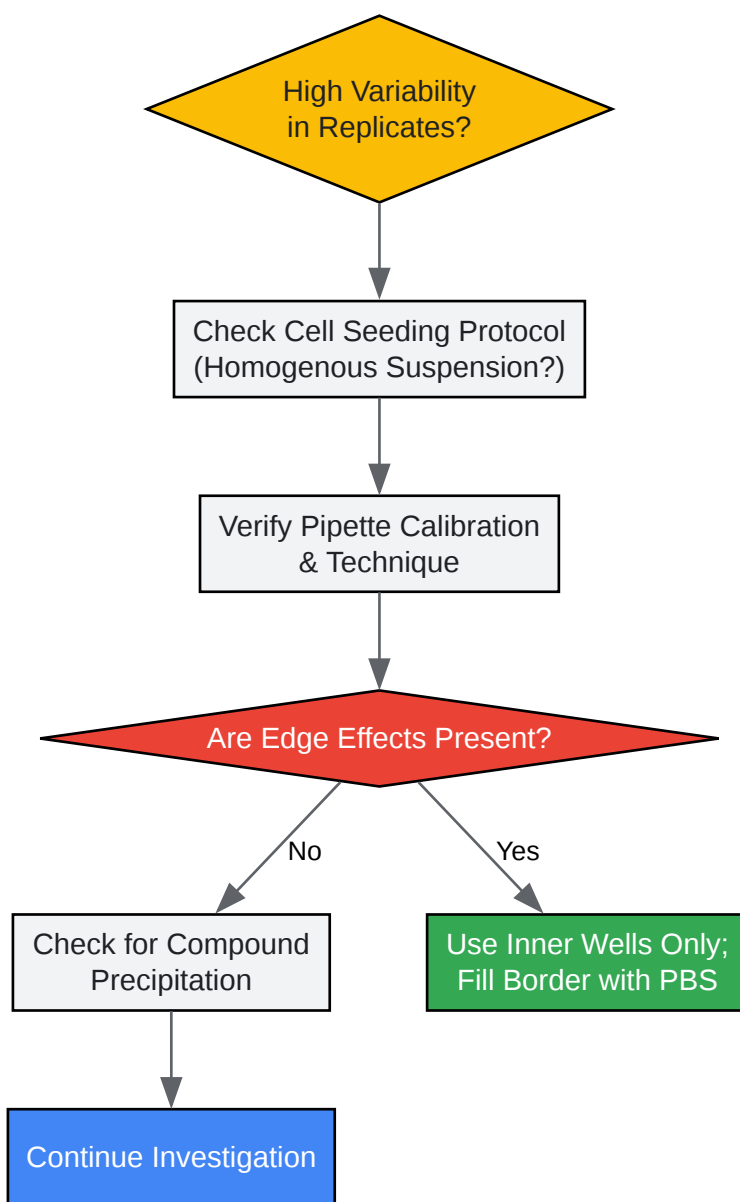 High Variability
in Replicates?
Check Cell Seeding Protocol
(Homogenous Suspension?)
Verify Pipette Calibration
& Technique
Are Edge Effects Present?
No
Yes
Check for Compound
Precipitation
Use Inner Wells Only;
Fill Border with PBS
Continue Investigation